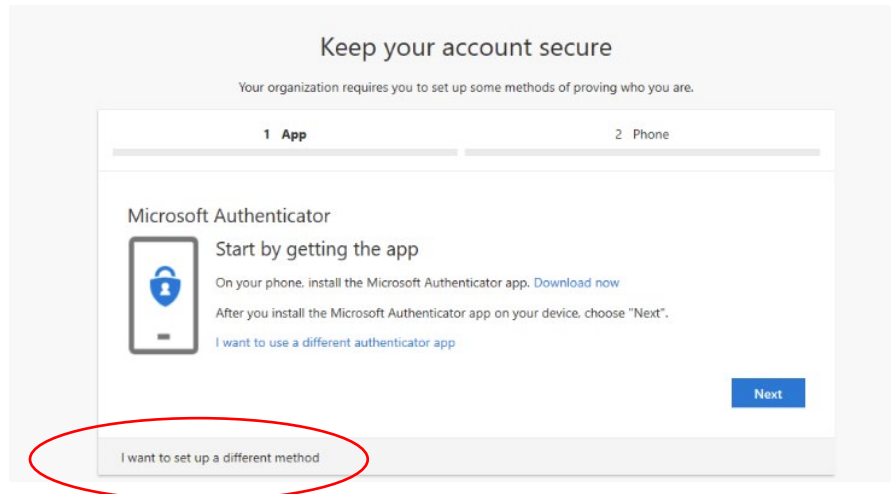 Keep your account secure
Your organization requires you to set up some methods of proving who you are.
1 App
2 Phone
Microsoft Authenticator
Start by getting the app
On your phone, install the Microsoft Authenticator app. Download now
After you install the Microsoft Authenticator app on your device, choose "Next".
I want to use a different authenticator app
Next
I want to set up a different method